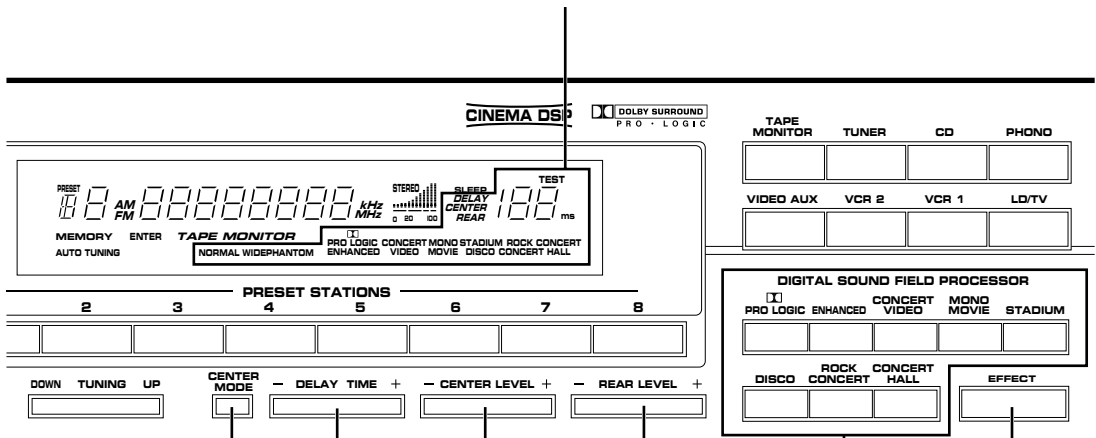 CINEMA DSP
DOLBY SURROUND
PRO · LOGIC
TAPE MONITOR
TUNER
CD
PHONO
PRESET
AM
FM
kHz
MHz
STEREO
0 20 100
SLEEP
DELAY
CENTER
REAR
TEST
ms
MEMORY
ENTER
TAPE MONITOR
AUTO TUNING
NORMAL WIDE PHANTOM
PRO LOGIC CONCERT MONO STADIUM ROCK CONCERT
ENHANCED VIDEO MOVIE DISCO CONCERT HALL
VIDEO AUX
VCR 2
VCR 1
LD/TV
PRESET STATIONS
2 3 4 5 6 7 8
DIGITAL SOUND FIELD PROCESSOR
PRO LOGIC
ENHANCED
CONCERT VIDEO
MONO MOVIE
STADIUM
DISCO
ROCK CONCERT
CONCERT HALL
EFFECT
DOWN TUNING UP
CENTER MODE
– DELAY TIME +
– CENTER LEVEL +
– REAR LEVEL +